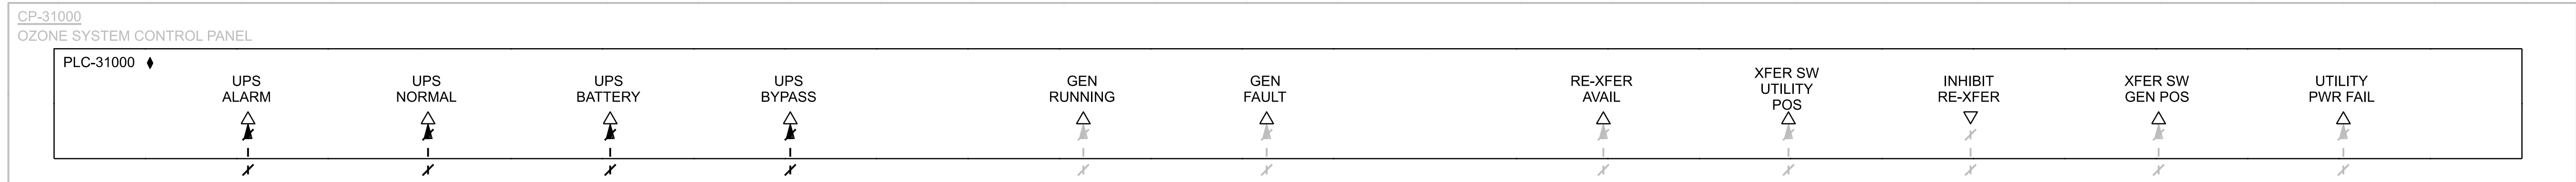 CP-31000
OZONE SYSTEM CONTROL PANEL
PLC-31000
UPS
ALARM
UPS
NORMAL
UPS
BATTERY
UPS
BYPASS
GEN
RUNNING
GEN
FAULT
RE-XFER
AVAIL
XFER SW
UTILITY
POS
INHIBIT
RE-XFER
XFER SW
GEN POS
UTILITY
PWR FAIL